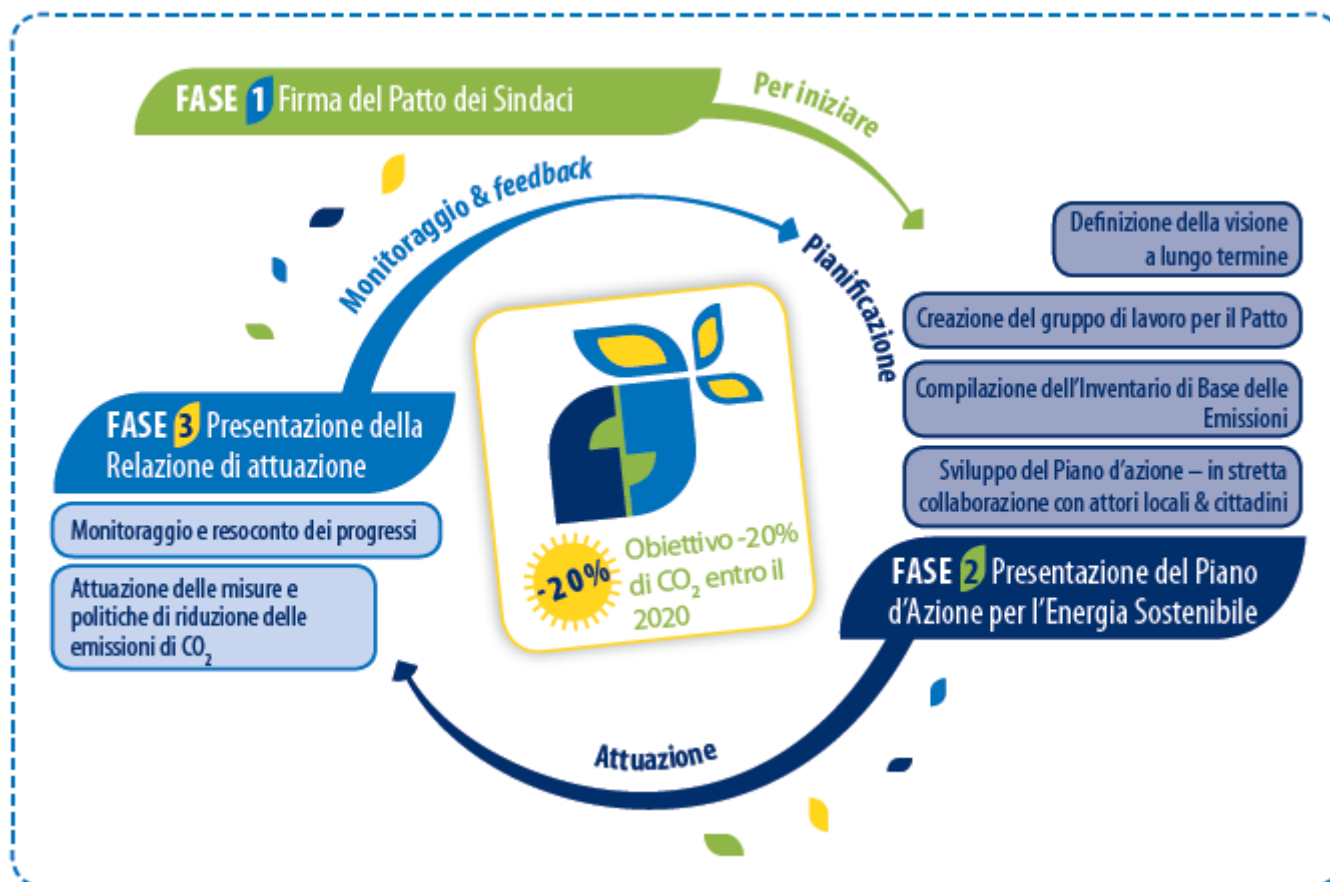 FASE 1 Firma del Patto dei Sindaci
Per iniziare
Monitoraggio & feedback
Pianificazione
Definizione della visione
a lungo termine
Creazione del gruppo di lavoro per il Patto
Compilazione dell’Inventario di Base delle
Emissioni
Sviluppo del Piano d’azione – in stretta
collaborazione con attori locali & cittadini
FASE 2 Presentazione del Piano
d’Azione per l’Energia Sostenibile
-20%
Obiettivo -20%
di CO₂ entro il
2020
FASE 3 Presentazione della
Relazione di attuazione
Monitoraggio e resoconto dei progressi
Attuazione delle misure e
politiche di riduzione delle
emissioni di CO₂
Attuazione